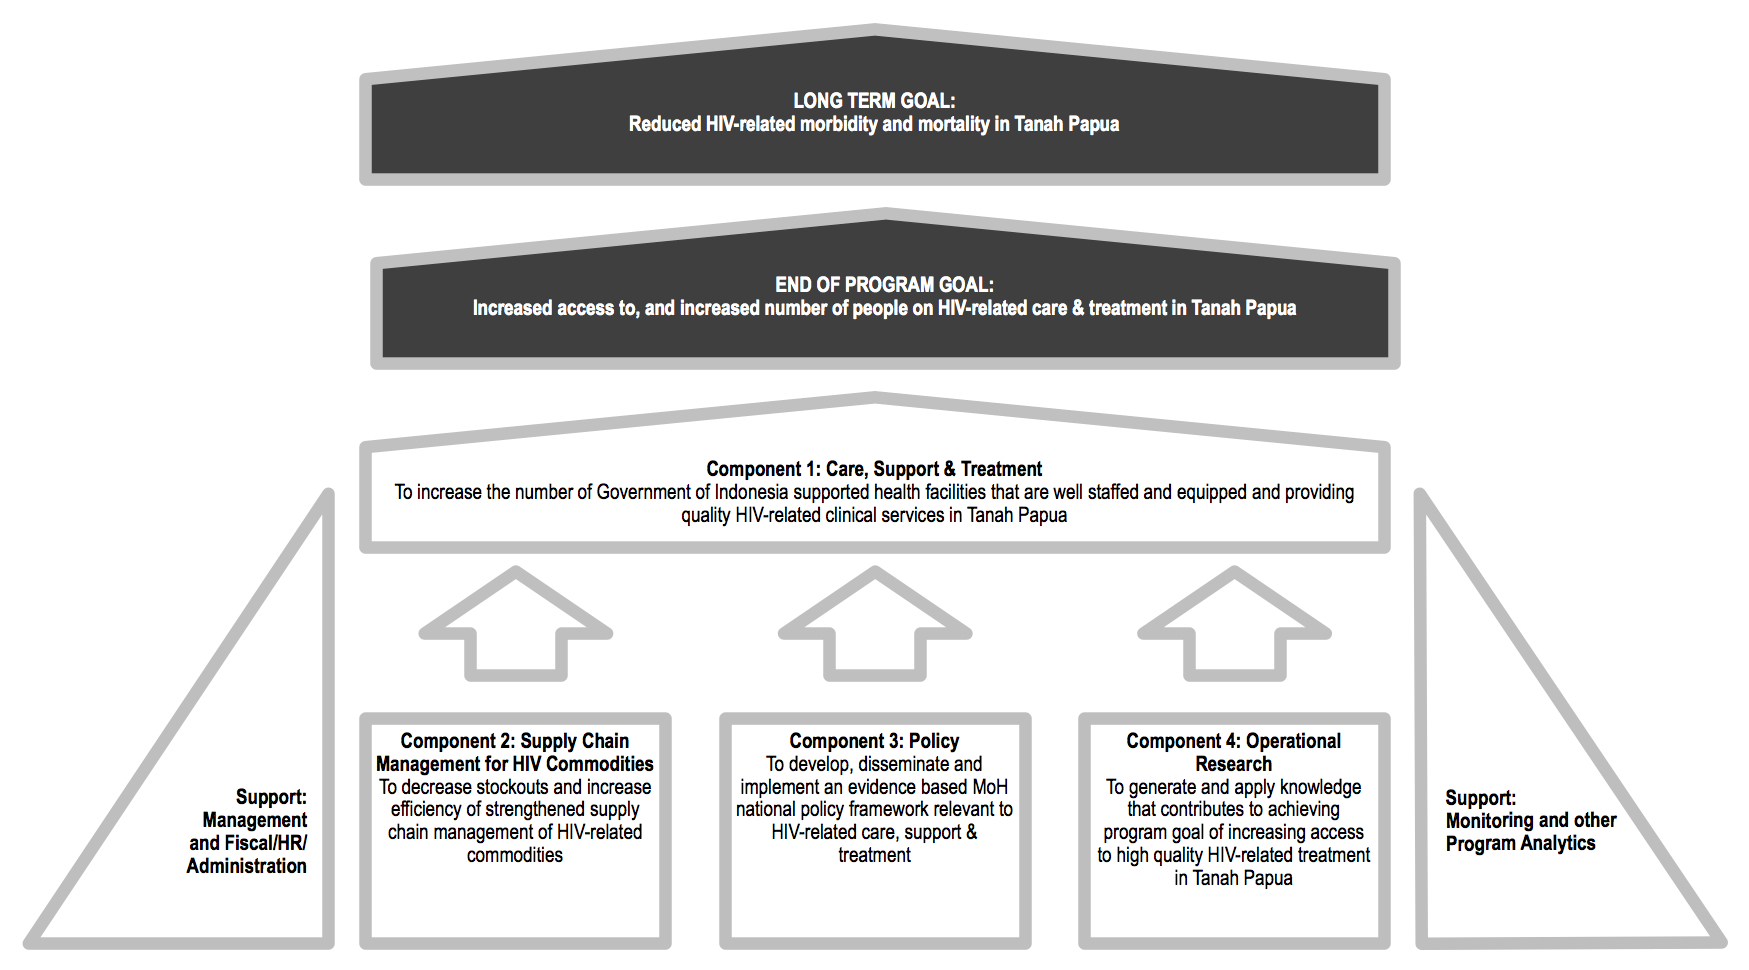 LONG TERM GOAL:
Reduced HIV-related morbidity and mortality in Tanah Papua
END OF PROGRAM GOAL:
Increased access to, and increased number of people on HIV-related care & treatment in Tanah Papua
Component 1: Care, Support & Treatment
To increase the number of Government of Indonesia supported health facilities that are well staffed and equipped and providing
quality HIV-related clinical services in Tanah Papua
Support:
Management
and Fiscal/HR/
Administration
Component 2: Supply Chain
Management for HIV Commodities
To decrease stockouts and increase
efficiency of strengthened supply
chain management of HIV-related
commodities
Component 3: Policy
To develop, disseminate and
implement an evidence based MoH
national policy framework relevant to
HIV-related care, support &
treatment
Component 4: Operational
Research
To generate and apply knowledge
that contributes to achieving
program goal of increasing access
to high quality HIV-related treatment
in Tanah Papua
Support:
Monitoring and other
Program Analytics